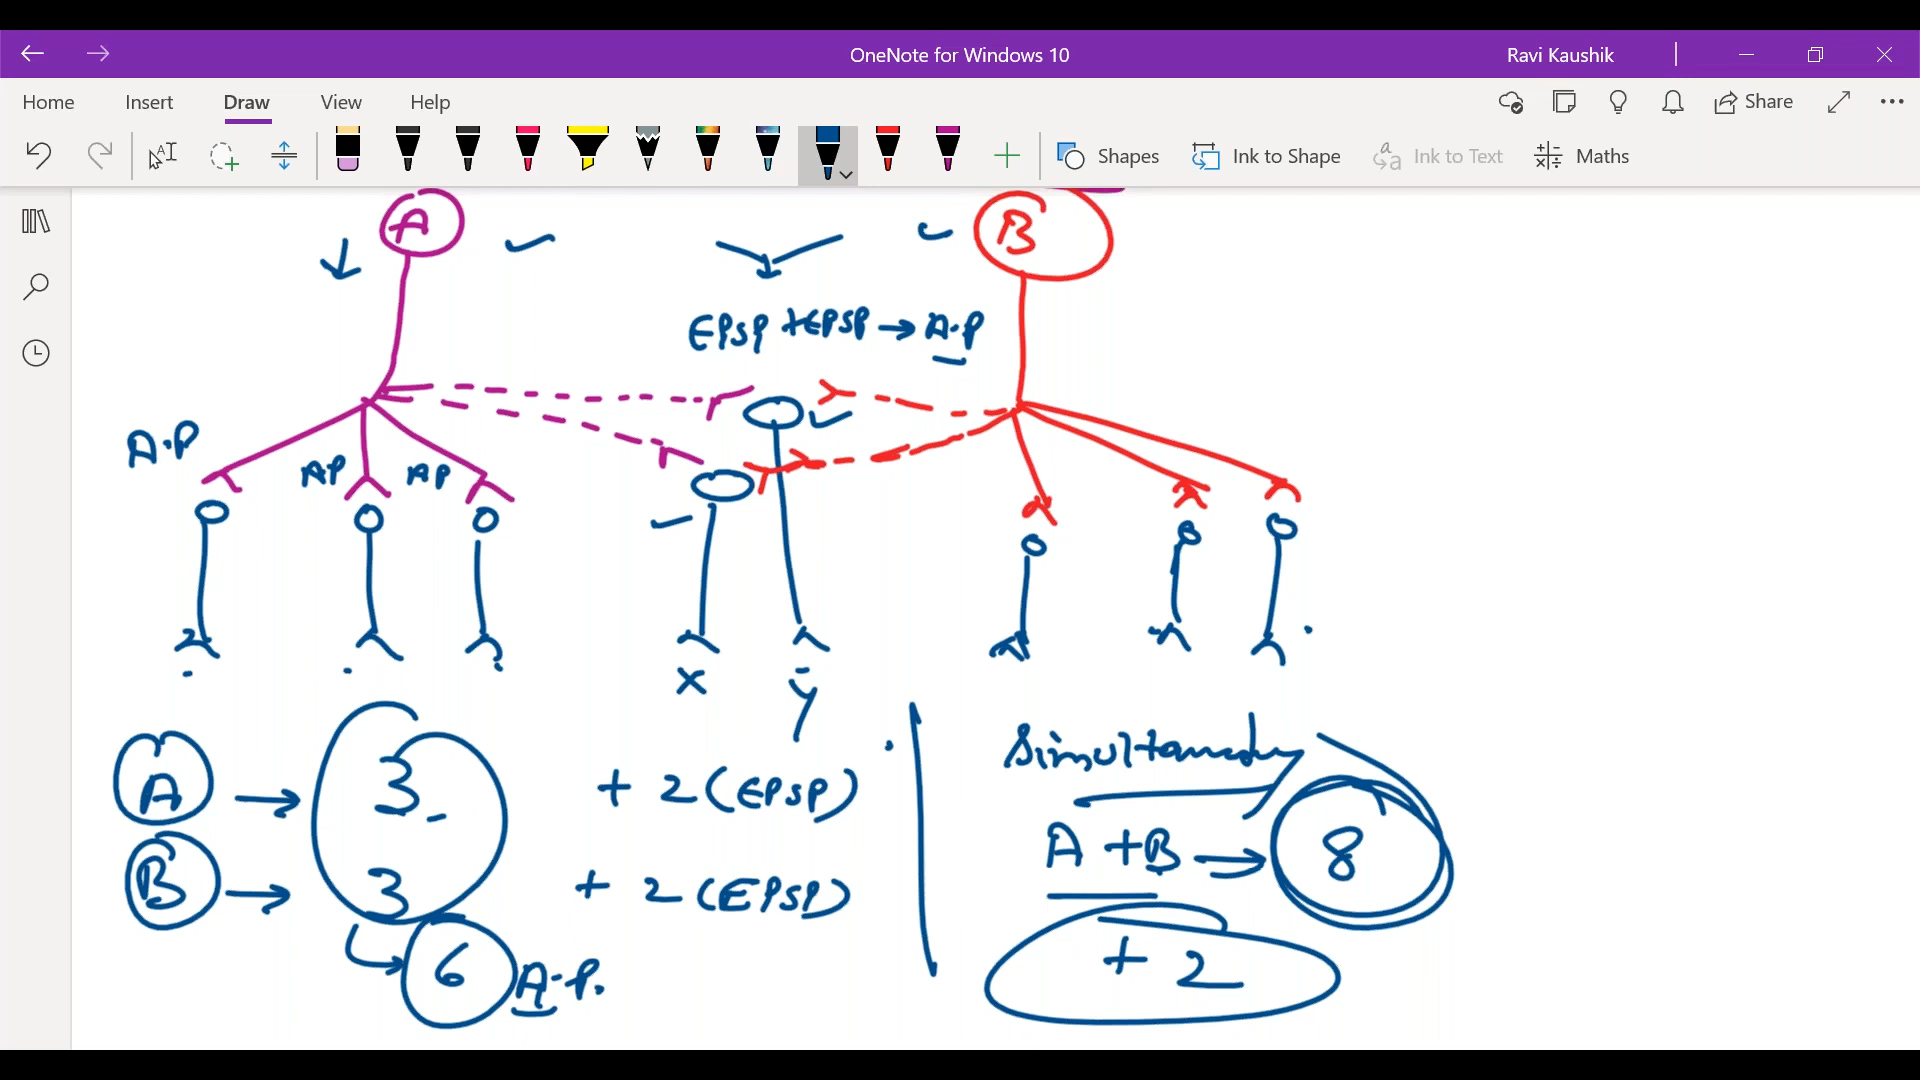 OneNote for Windows 10
Ravi Kaushik
Home Insert Draw View Help
Share
Shapes Ink to Shape Ink to Text Maths
A
B
EPSP + EPSP → A.P
A.P
AP AP
X
y
A → 3 + 2 (EPSP)
B → 3 + 2 (EPSP)
6 A.P.
Simultaneously
A + B → 8
+ 2